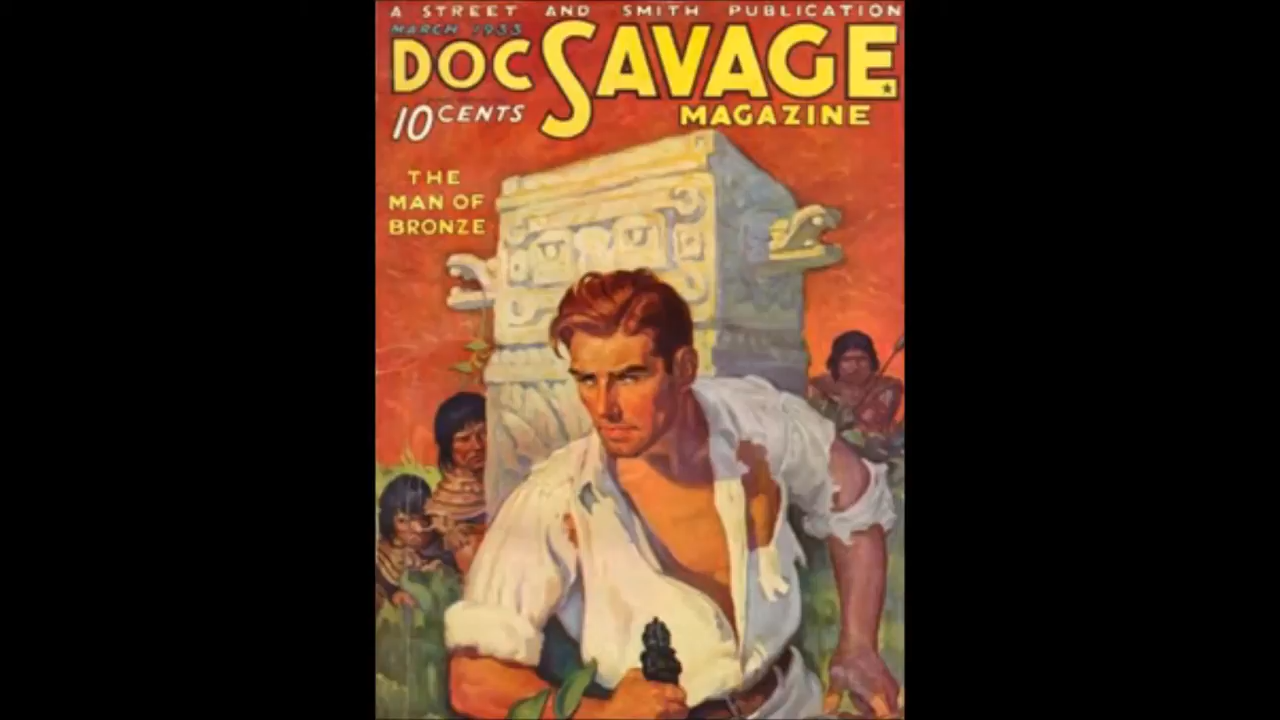 A STREET AND SMITH PUBLICATION
MARCH 1933
DOC SAVAGE
10 CENTS
MAGAZINE
THE
MAN OF
BRONZE